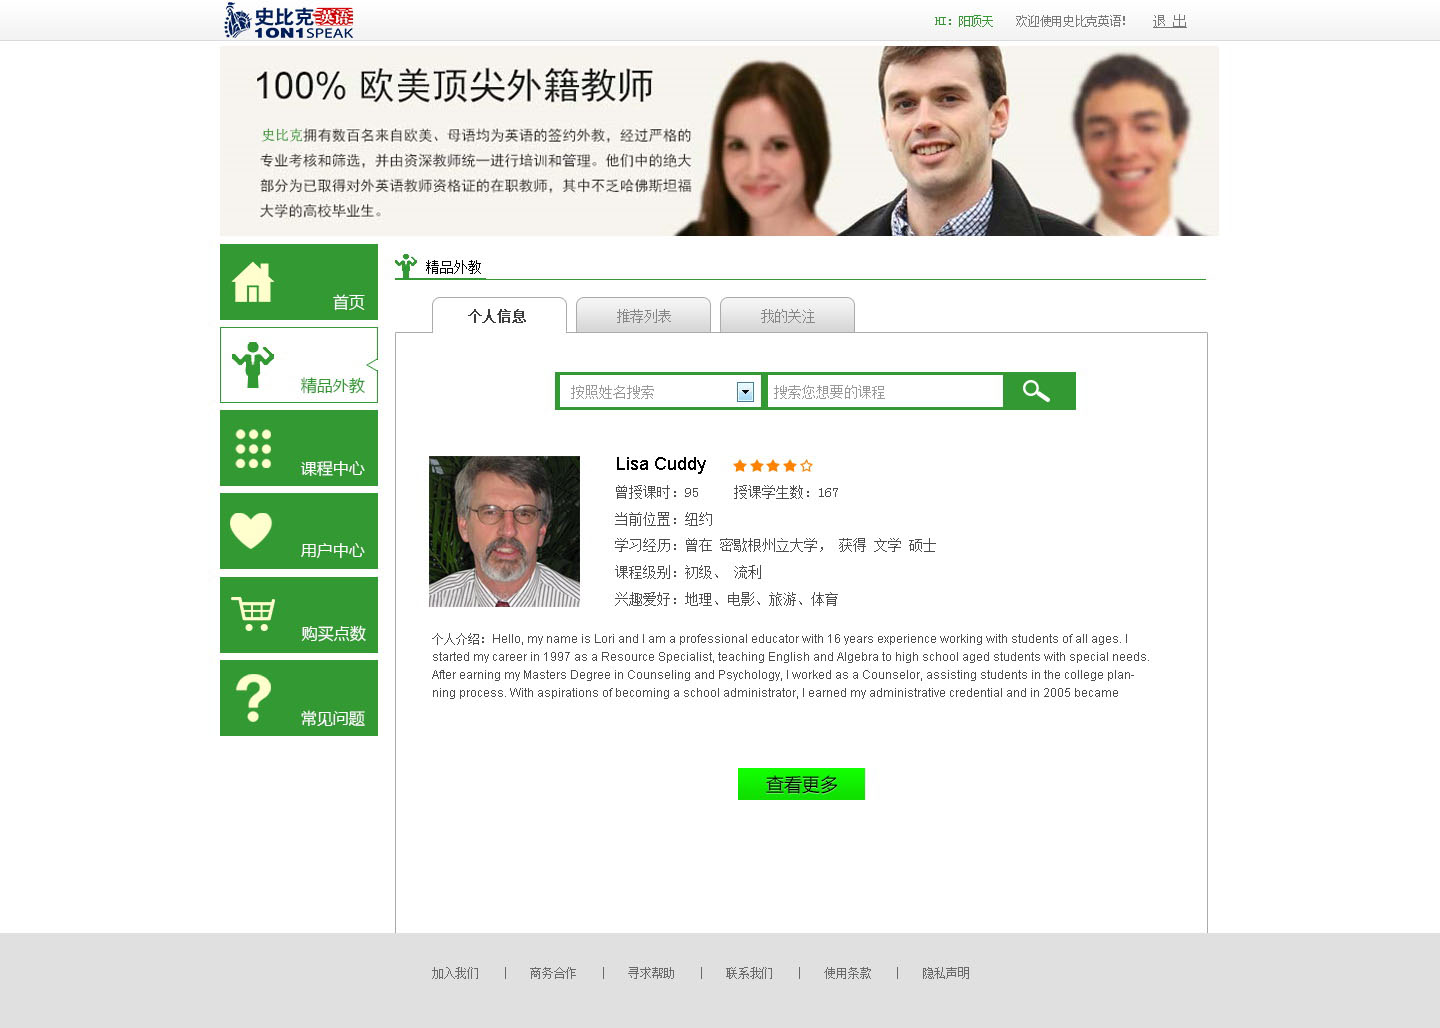 史比克英语
1ON1SPEAK
HI：阳顶天 欢迎使用史比克英语! 退 出
100% 欧美顶尖外籍教师
史比克拥有数百名来自欧美、母语均为英语的签约外教，经过严格的
专业考核和筛选，并由资深教师统一进行培训和管理。他们中的绝大
部分为已取得对外英语教师资格证的在职教师，其中不乏哈佛斯坦福
大学的高校毕业生。
首页
精品外教
课程中心
用户中心
购买点数
常见问题
精品外教
个人信息 推荐列表 我的关注
按照姓名搜索 搜索您想要的课程
Lisa Cuddy
曾授课时：95 授课学生数：167
当前位置：纽约
学习经历：曾在 密歇根州立大学， 获得 文学 硕士
课程级别：初级、 流利
兴趣爱好：地理、电影、旅游、体育
个人介绍：Hello, my name is Lori and I am a professional educator with 16 years experience working with students of all ages. I
started my career in 1997 as a Resource Specialist, teaching English and Algebra to high school aged students with special needs.
After earning my Masters Degree in Counseling and Psychology, I worked as a Counselor, assisting students in the college plan-
ning process. With aspirations of becoming a school administrator, I earned my administrative credential and in 2005 became
查看更多
加入我们 | 商务合作 | 寻求帮助 | 联系我们 | 使用条款 | 隐私声明